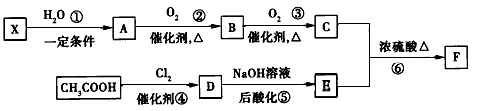 X H₂O ① 一定条件 A O₂ ② 催化剂,△ B O₂ ③ 催化剂,△ C
浓硫酸△ ⑥ F
CH₃COOH Cl₂ 催化剂④ D NaOH溶液 后酸化⑤ E